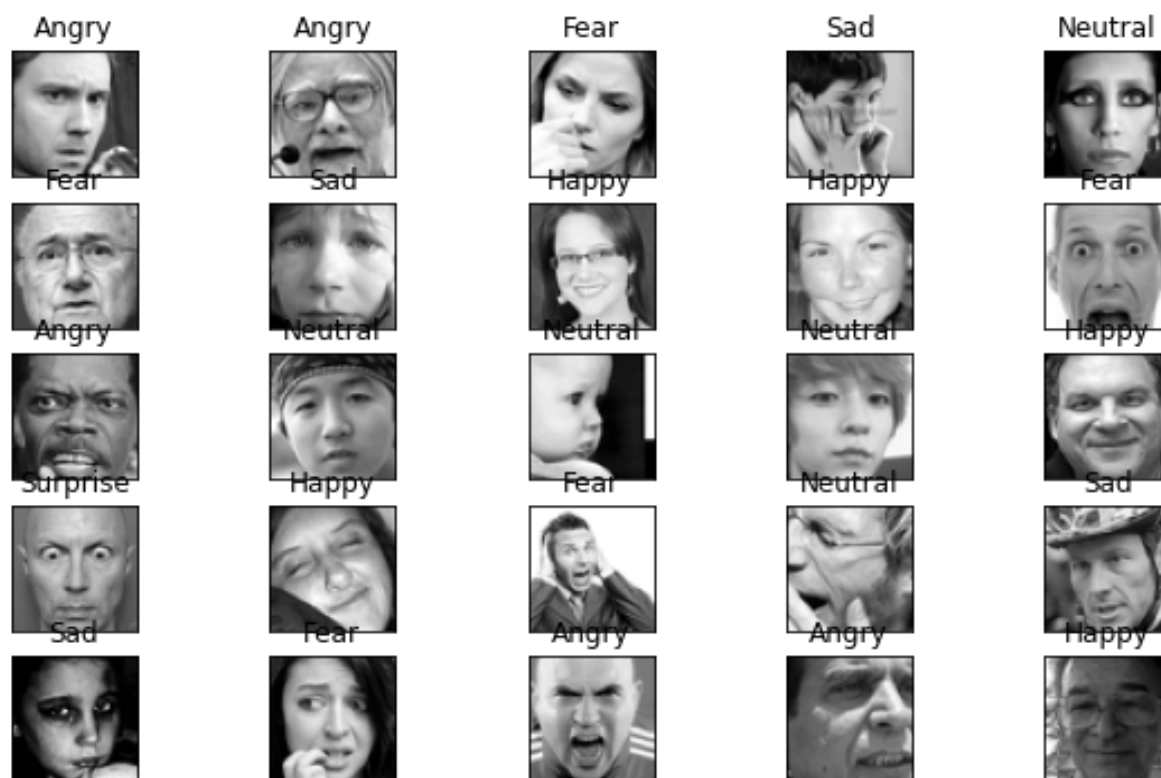 Angry Angry Fear Sad Neutral
Fear Sad Happy Happy Fear
Angry Neutral Neutral Neutral Happy
Surprise Happy Fear Neutral Sad
Sad Fear Angry Angry Happy